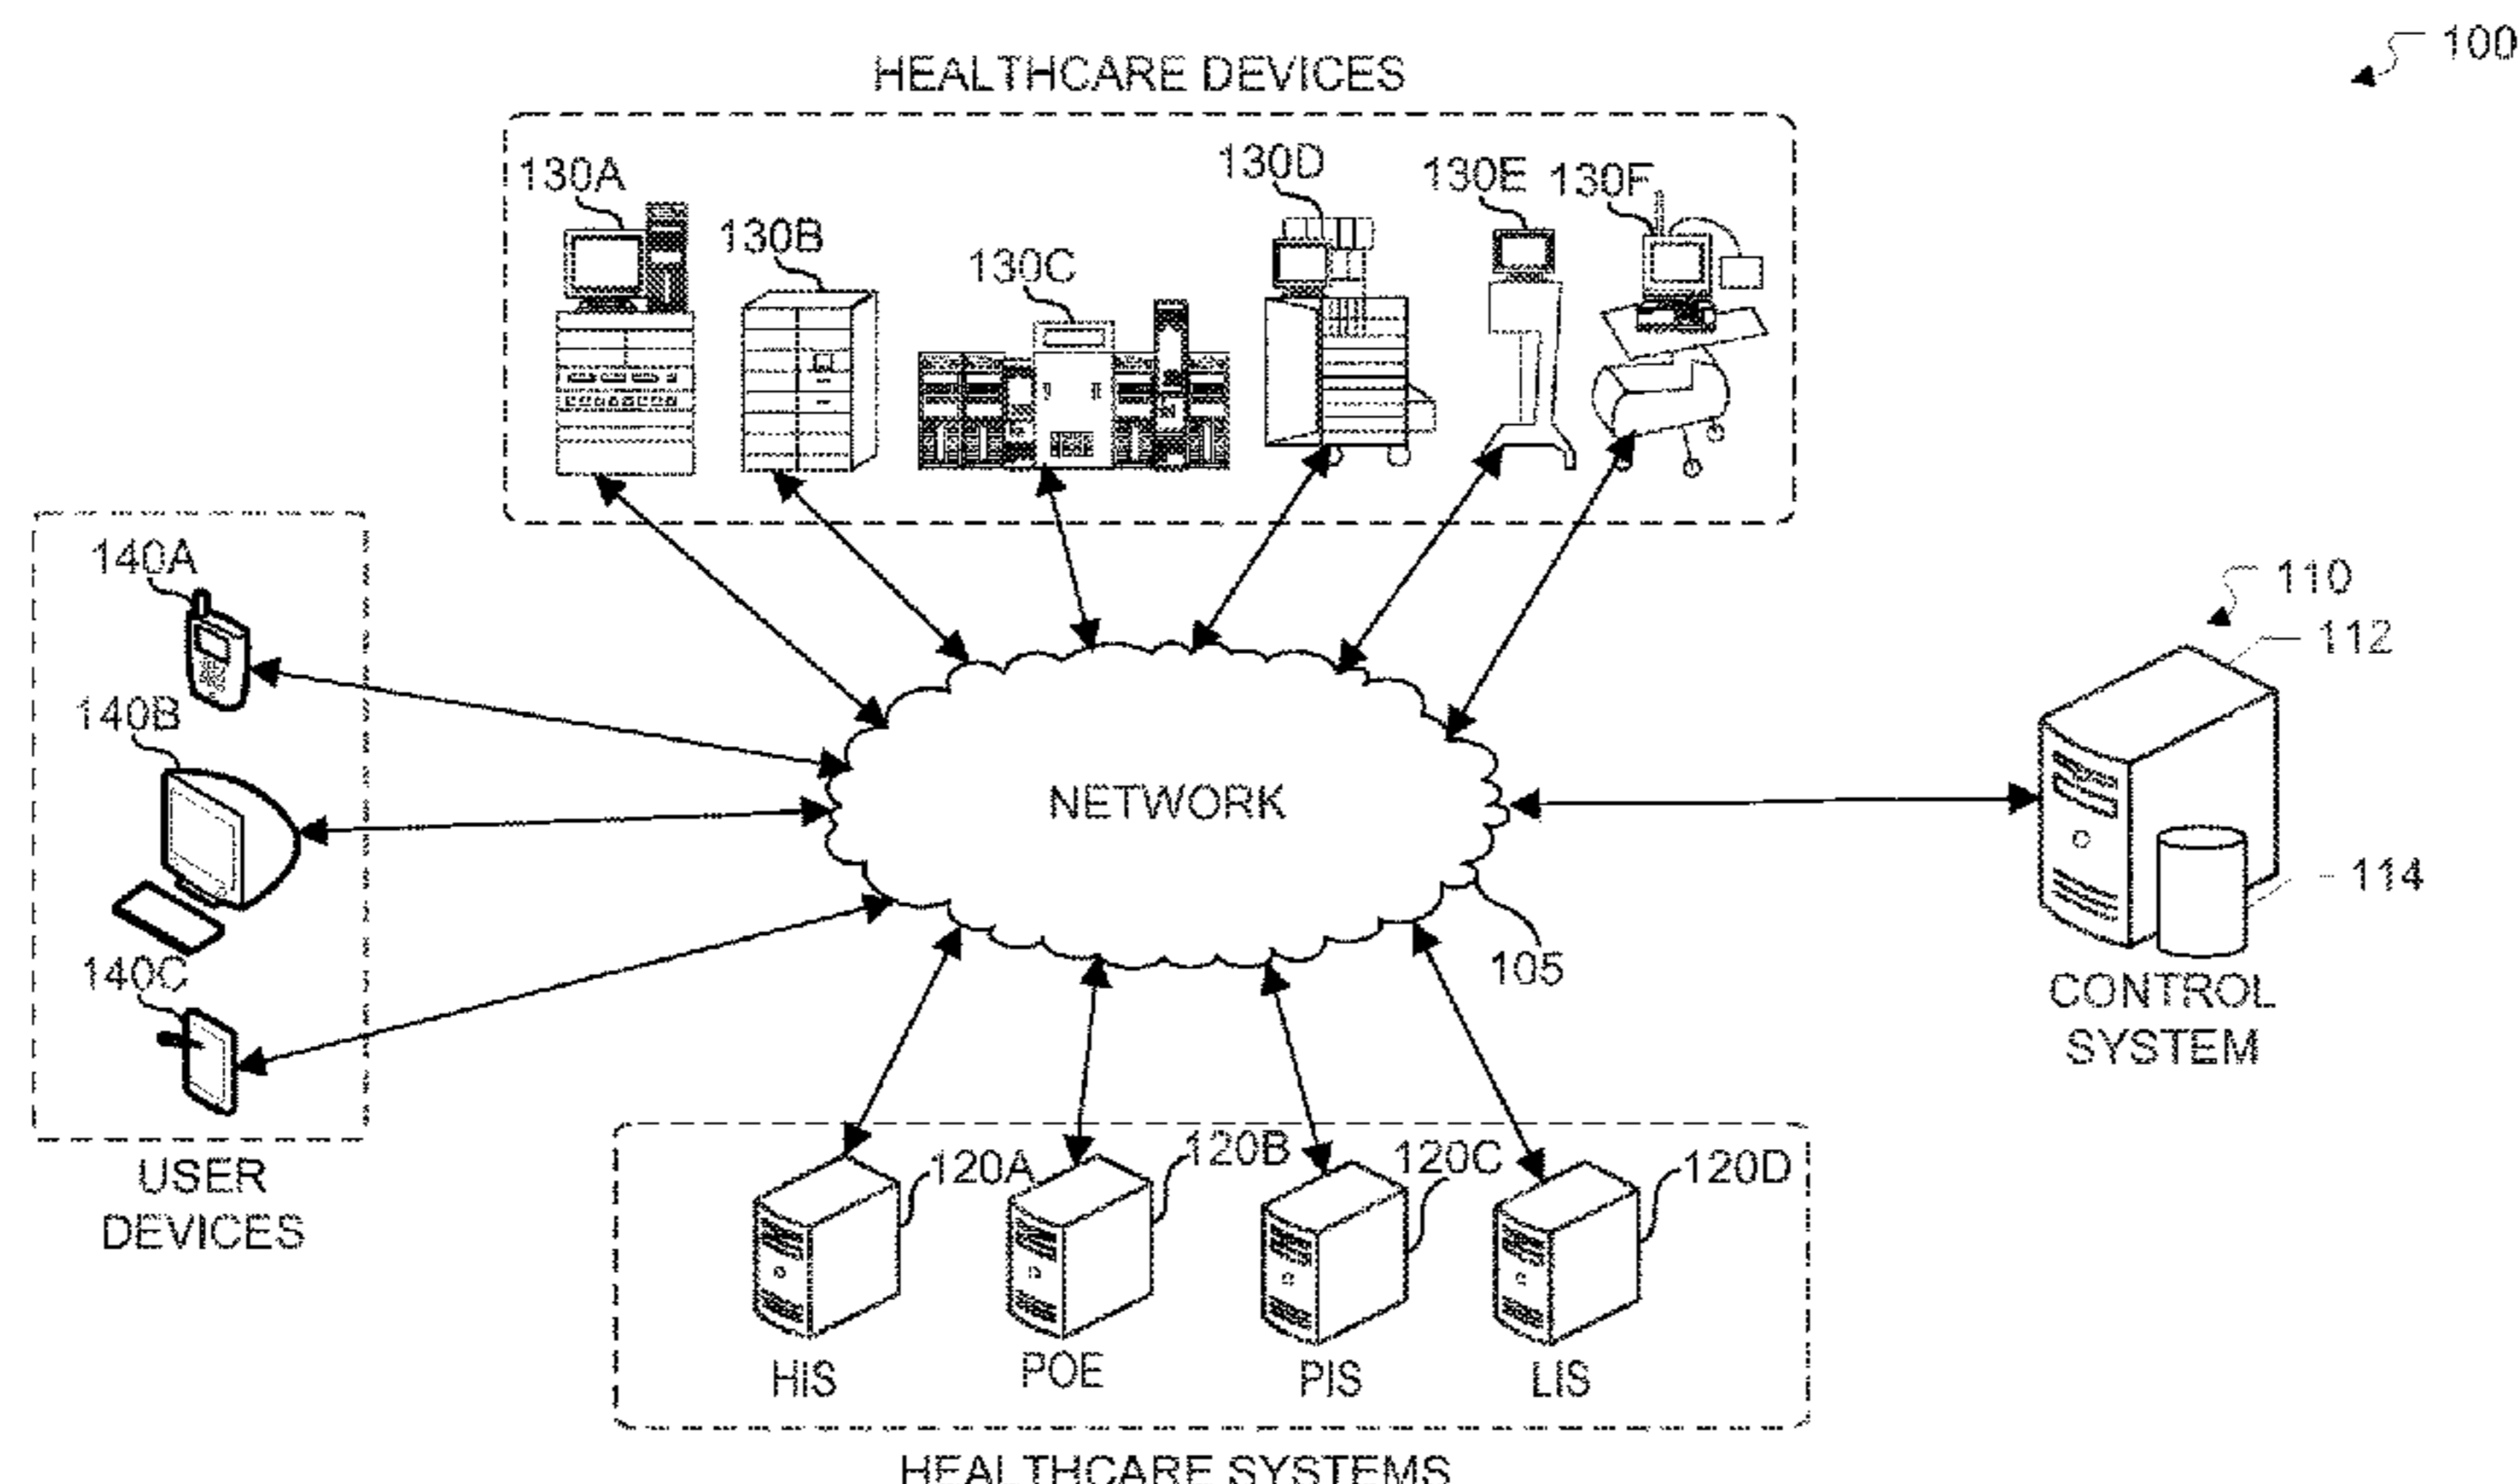 100
HEALTHCARE DEVICES
130A
130B
130C
130D
130E
130F
140A
140B
140C
USER
DEVICES
NETWORK
105
110
112
114
CONTROL
SYSTEM
120A
120B
120C
120D
HIS
POE
PIS
LIS
HEALTHCARE SYSTEMS